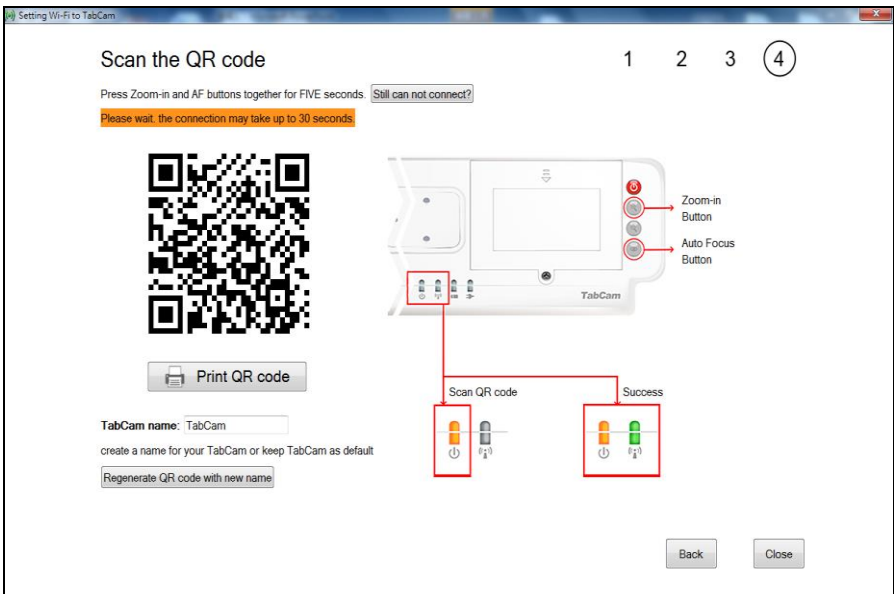 Setting Wi-Fi to TabCam
Scan the QR code
1 2 3 4
Press Zoom-in and AF buttons together for FIVE seconds. Still can not connect?
Please wait. the connection may take up to 30 seconds.
Zoom-in
Button
Auto Focus
Button
TabCam
Print QR code
Scan QR code
Success
TabCam name: TabCam
create a name for your TabCam or keep TabCam as default
Regenerate QR code with new name
Back
Close